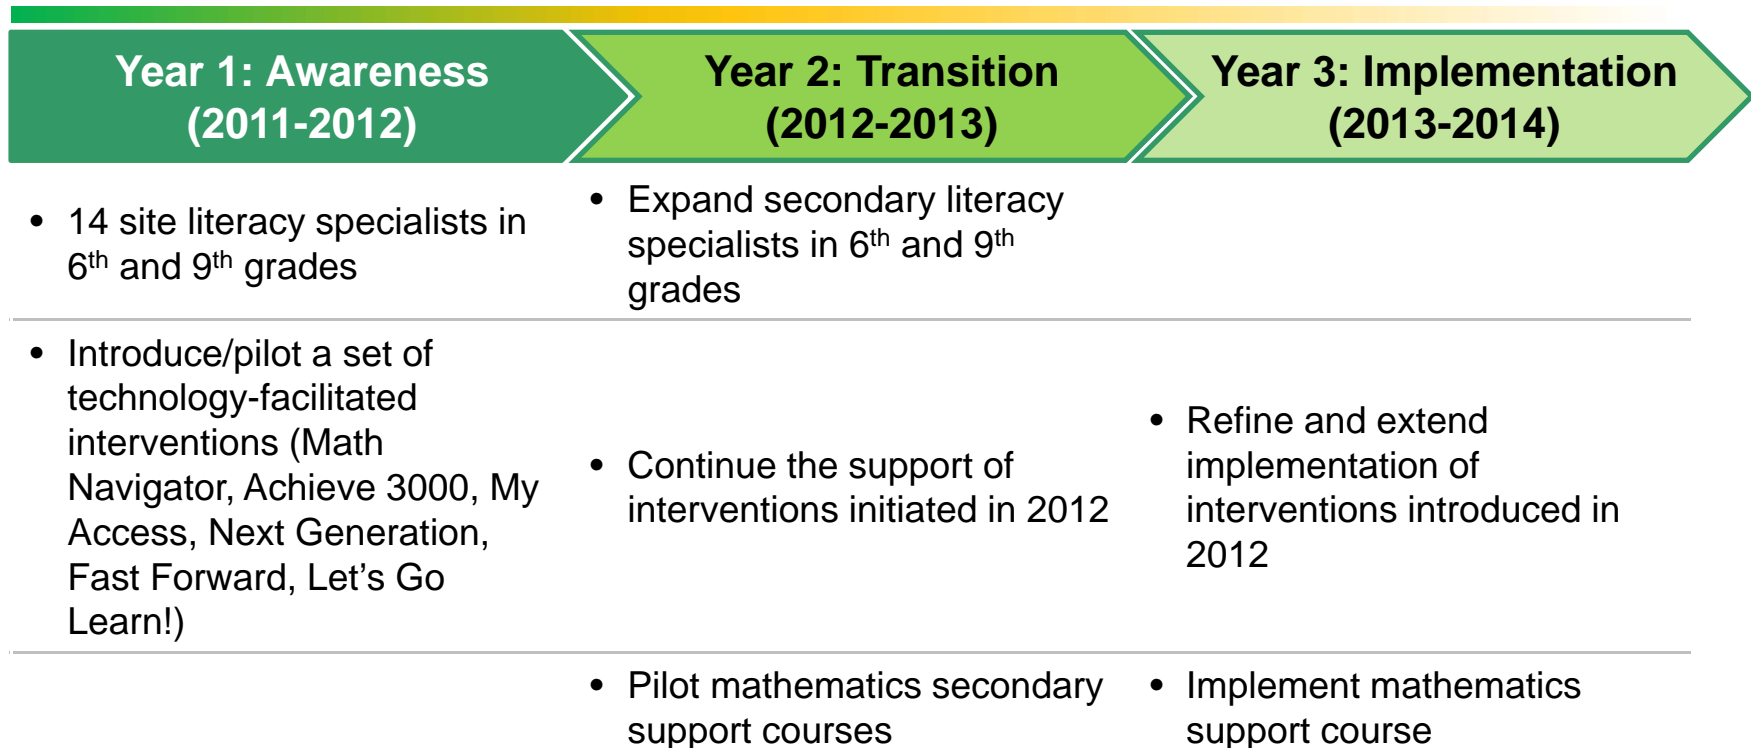 Year 1: Awareness
(2011-2012)
Year 2: Transition
(2012-2013)
Year 3: Implementation
(2013-2014)
• 14 site literacy specialists in
6th and 9th grades
• Expand secondary literacy
specialists in 6th and 9th
grades
• Introduce/pilot a set of
technology-facilitated
interventions (Math
Navigator, Achieve 3000, My
Access, Next Generation,
Fast Forward, Let’s Go
Learn!)
• Continue the support of
interventions initiated in 2012
• Refine and extend
implementation of
interventions introduced in
2012
• Pilot mathematics secondary
support courses
• Implement mathematics
support course